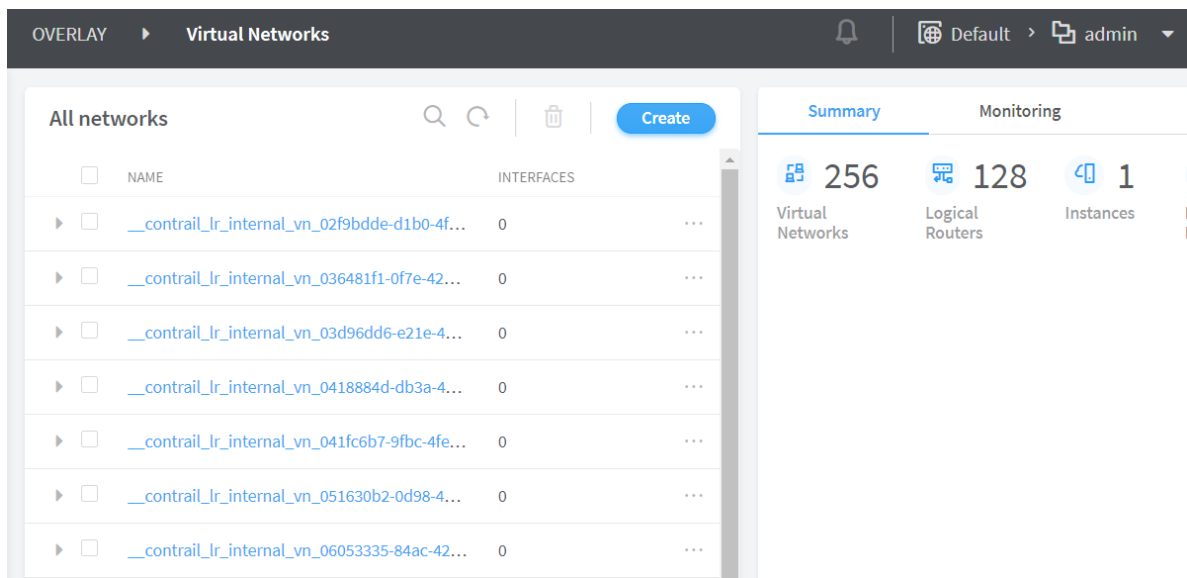 OVERLAY Virtual Networks Default admin
All networks Create Summary Monitoring
NAME INTERFACES
256 128 1
Virtual Networks
Logical Routers
Instances
__contrail_lr_internal_vn_02f9bdde-d1b0-4f... 0 ...
__contrail_lr_internal_vn_036481f1-0f7e-42... 0 ...
__contrail_lr_internal_vn_03d96dd6-e21e-4... 0 ...
__contrail_lr_internal_vn_0418884d-db3a-4... 0 ...
__contrail_lr_internal_vn_041fc6b7-9fbc-4fe... 0 ...
__contrail_lr_internal_vn_051630b2-0d98-4... 0 ...
__contrail_lr_internal_vn_06053335-84ac-42... 0 ...